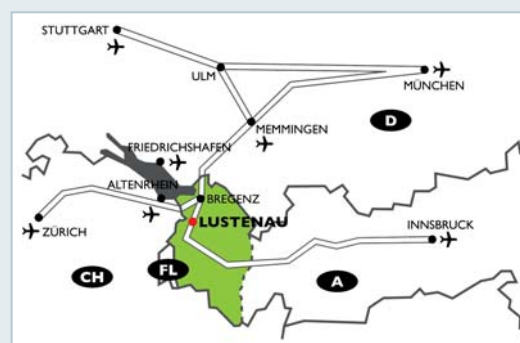 STUTTGART
ULM
MÜNCHEN
D
MEMMINGEN
FRIEDRICHSHAFEN
ALTENRHEIN
BREGENZ
LUSTENAU
INNSBRUCK
ZÜRICH
CH
FL
A